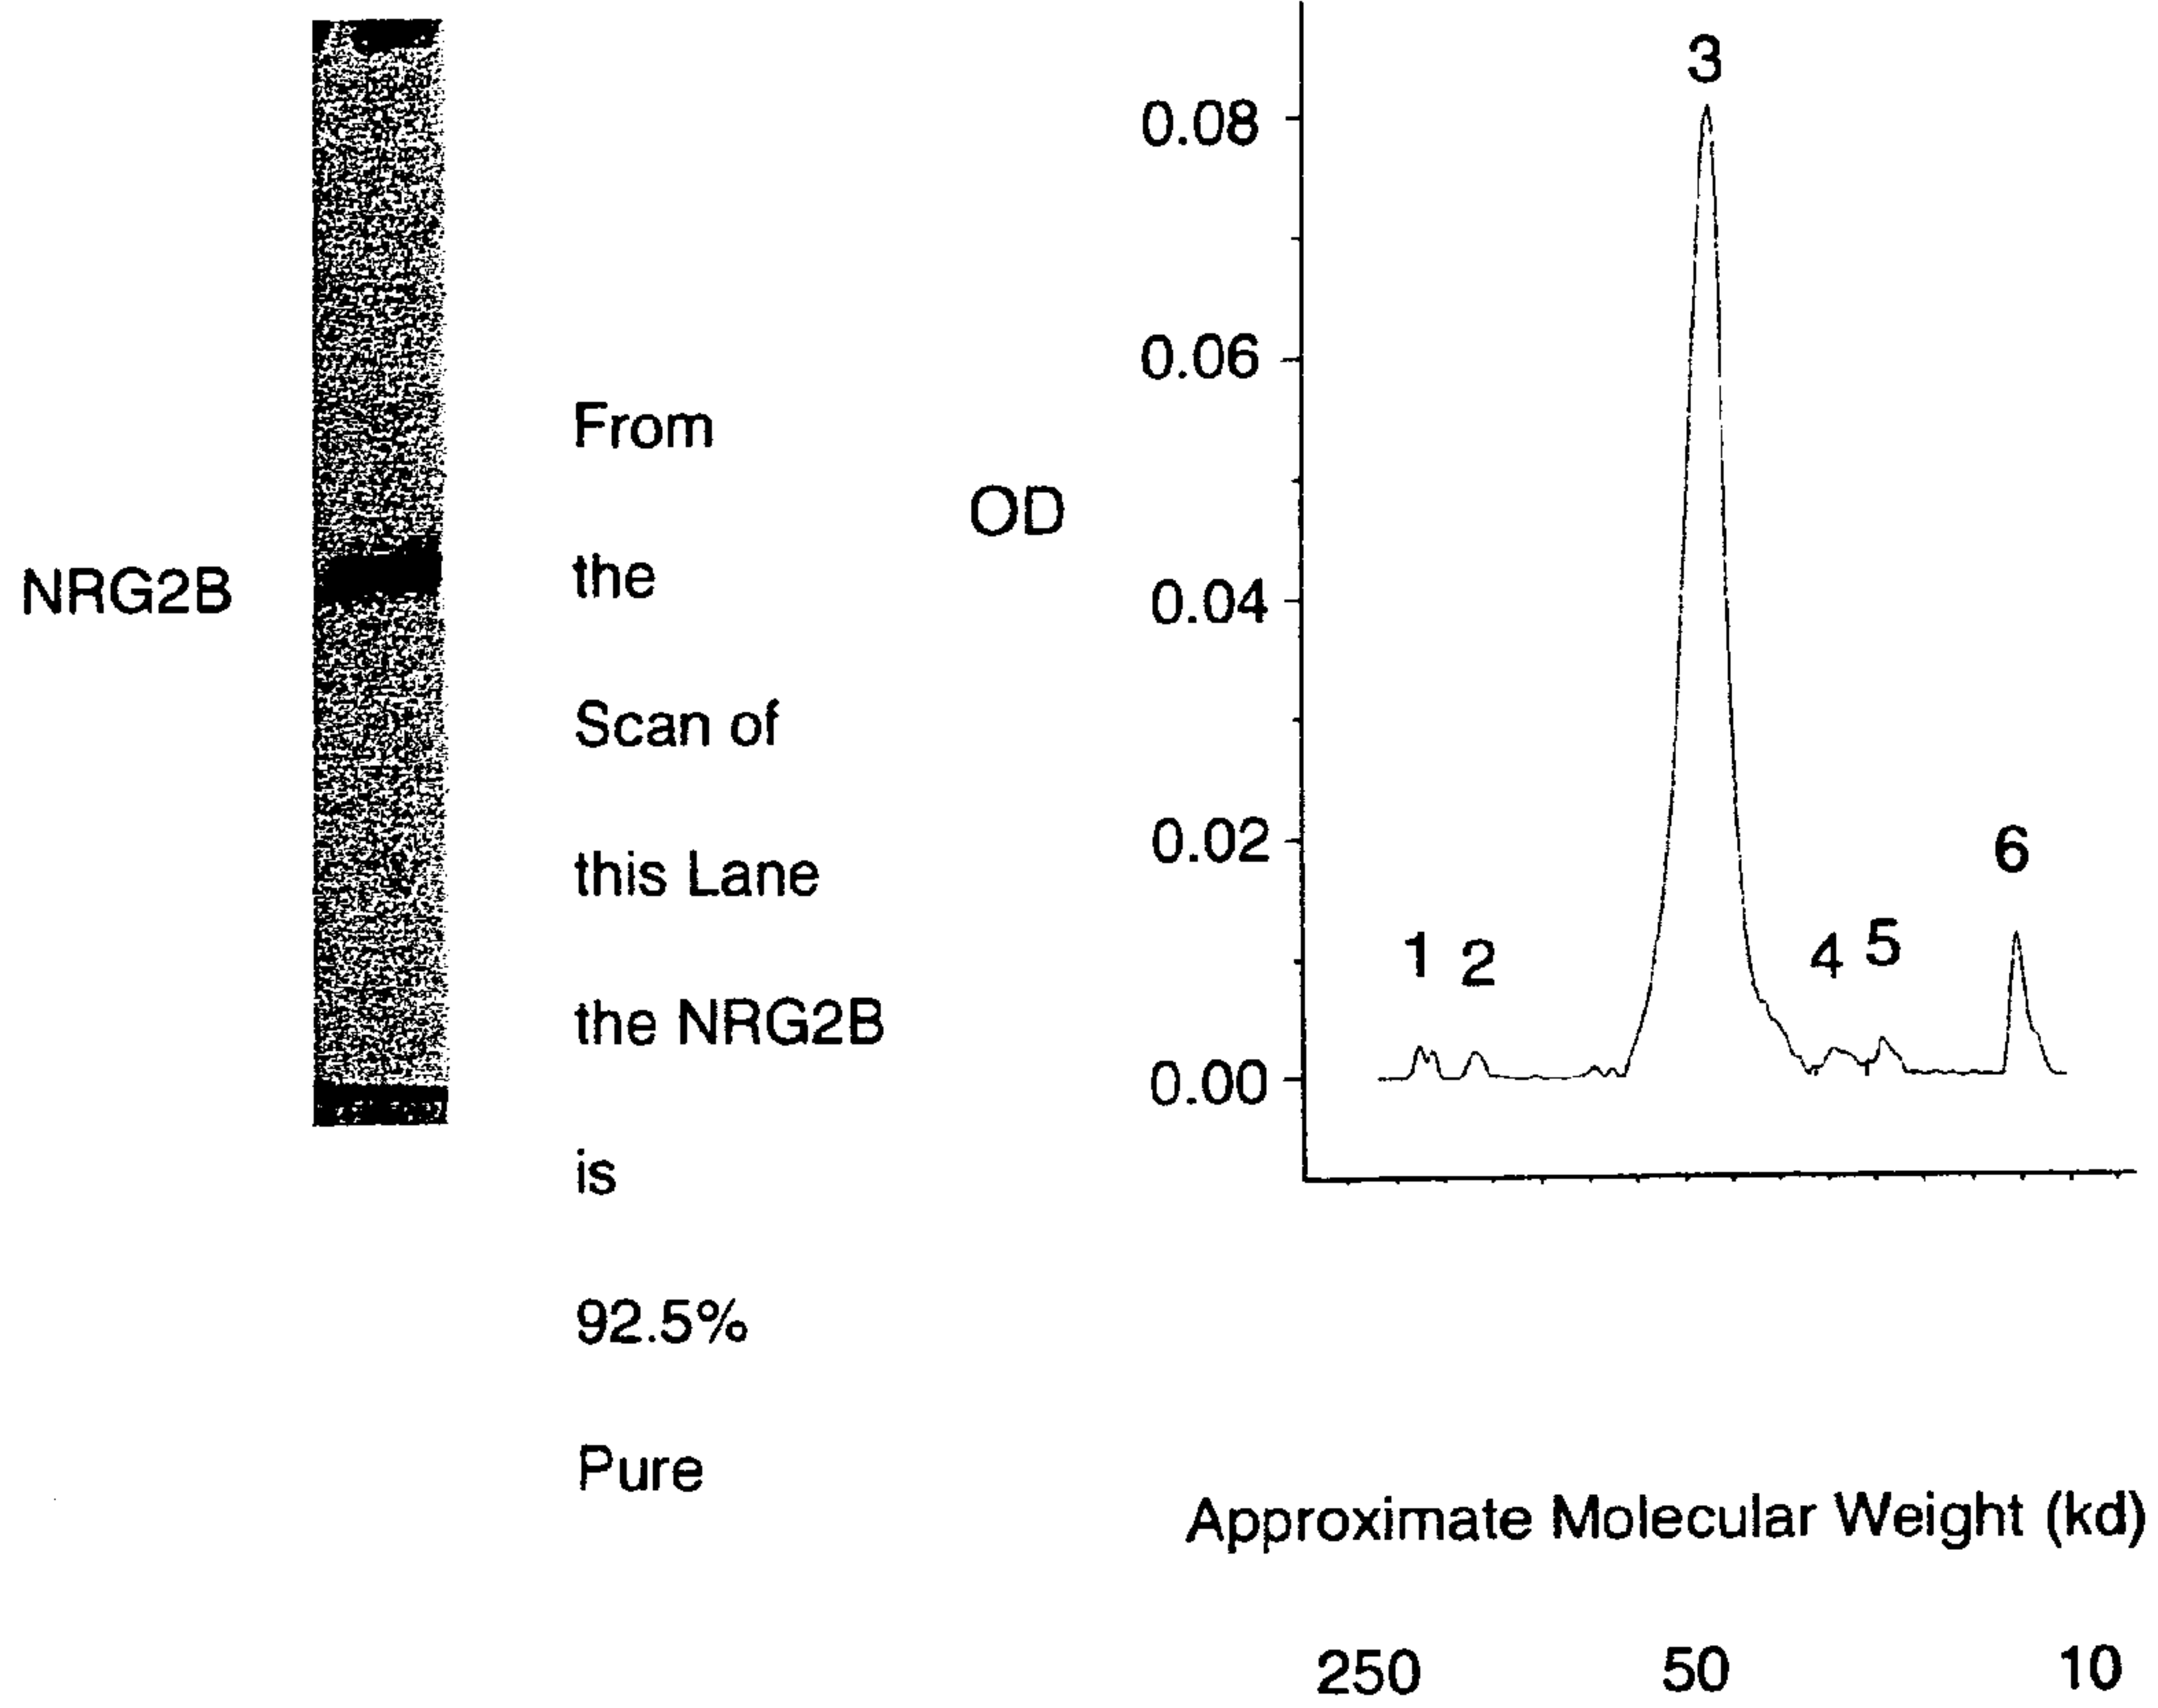 NRG2B
From
the
Scan of
this Lane
the NRG2B
is
92.5%
Pure
OD
0.08
0.06
0.04
0.02
0.00
1
2
3
4
5
6
Approximate Molecular Weight (kd)
250 50 10